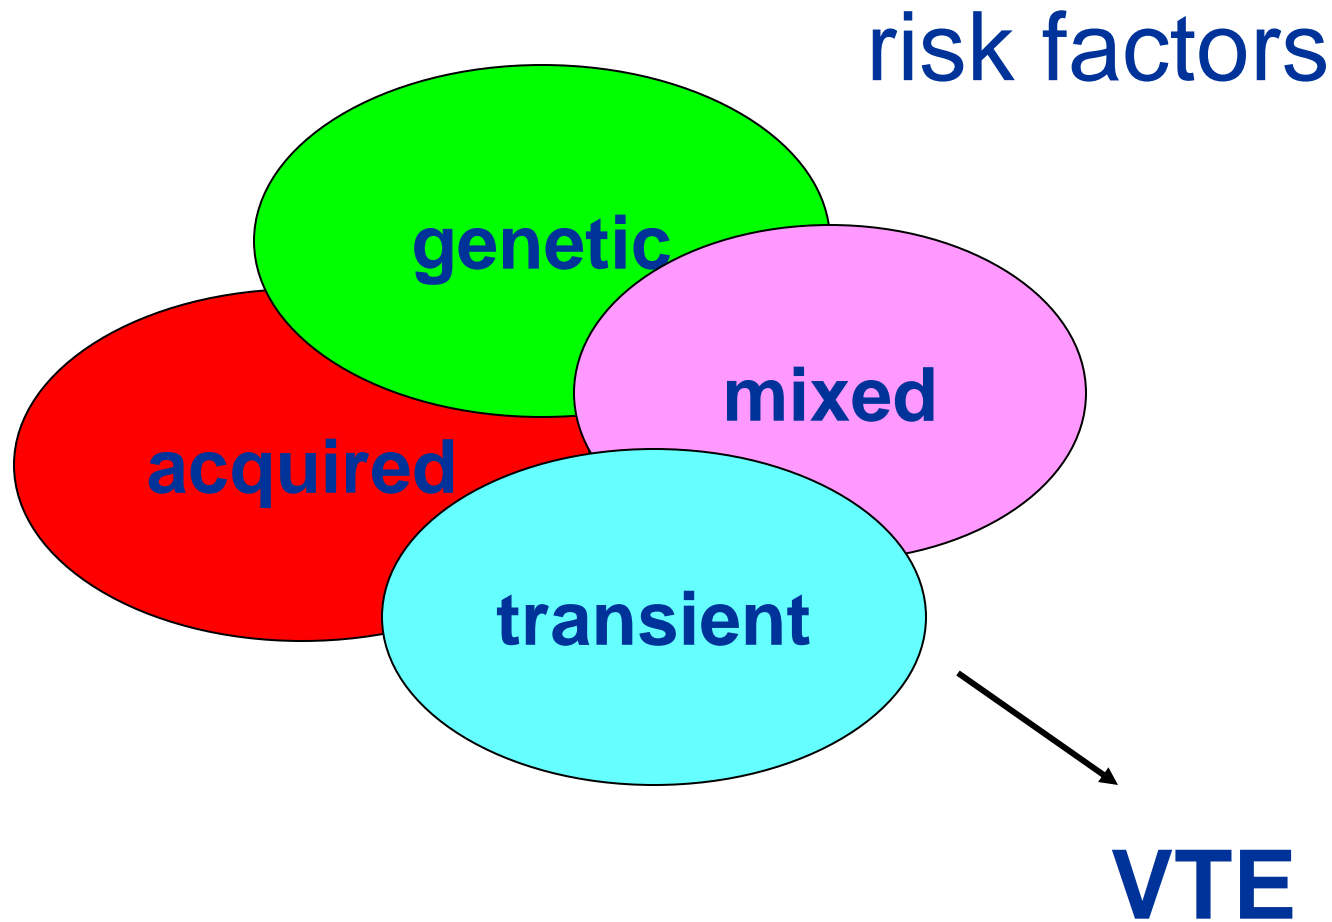 risk factors
genetic
mixed
acquired
transient
VTE